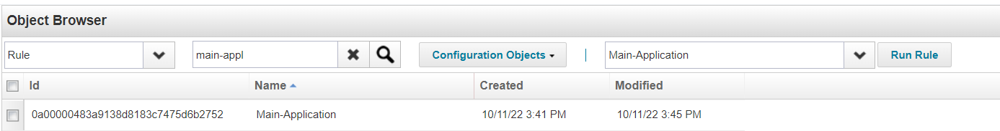 Object Browser
Rule main-appl Configuration Objects Main-Application Run Rule
Id Name Created Modified
0a00000483a9138d8183c7475d6b2752 Main-Application 10/11/22 3:41 PM 10/11/22 3:45 PM